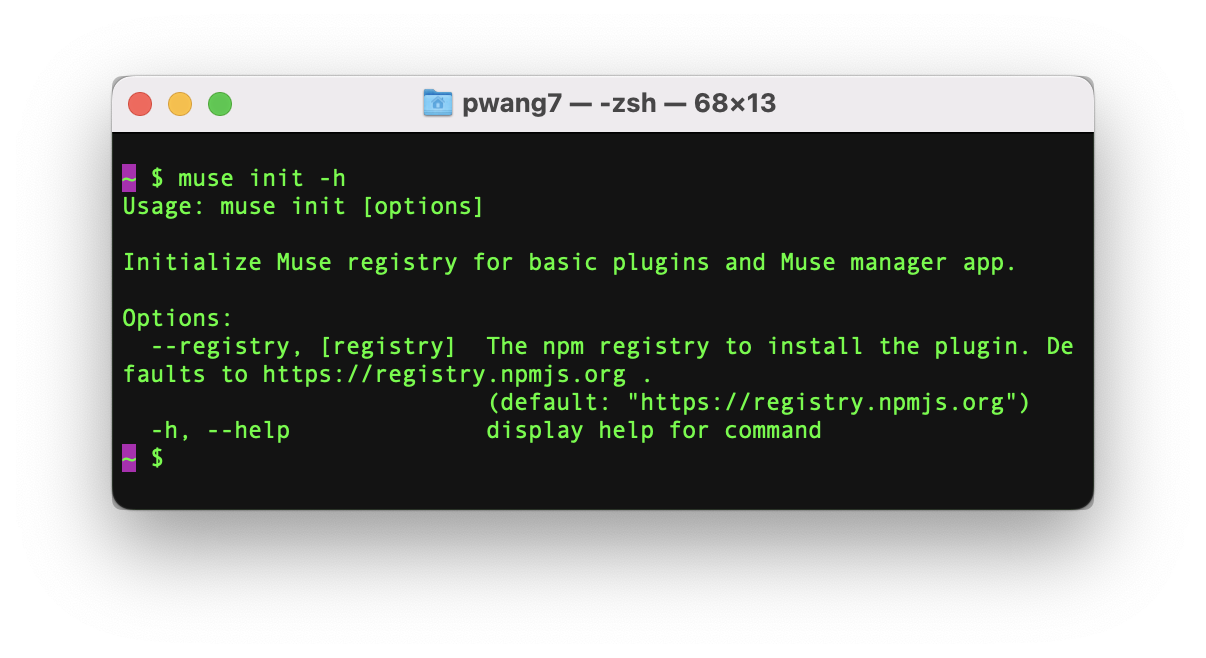 pwang7 — -zsh — 68×13
~ $ muse init -h
Usage: muse init [options]
Initialize Muse registry for basic plugins and Muse manager app.
Options:
  --registry, [registry]  The npm registry to install the plugin. De
faults to https://registry.npmjs.org .
                          (default: "https://registry.npmjs.org")
  -h, --help              display help for command
~ $